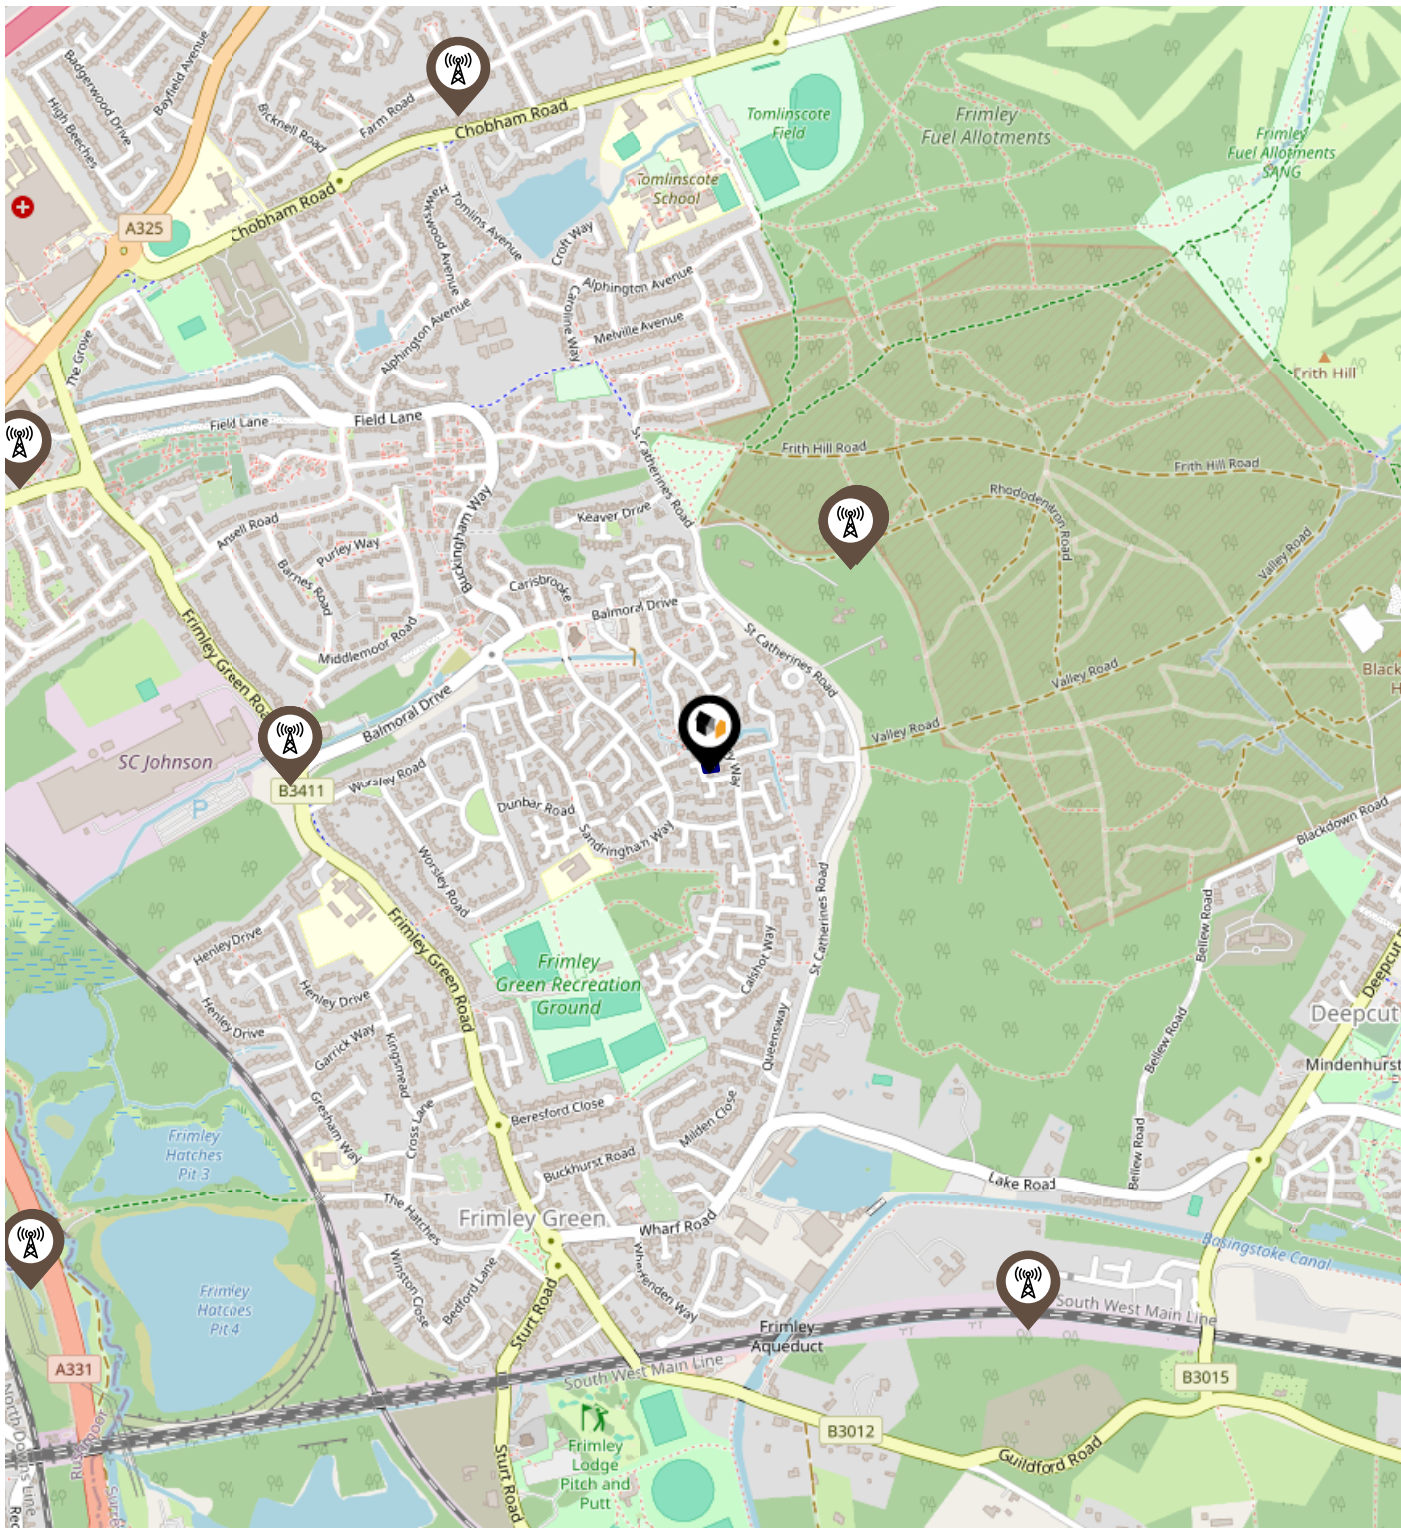 Badgerwood Drive
Bayfield Avenue
High Beeches
Bicknell Road
Farm Road
Chobham Road
Tomlinscote
Field
Frimley
Fuel Allotments
Frimley
Fuel Allotments
SANG
Tomlinscote
School
A325
Chobham Road
Hawkswood Avenue
Tomlins Avenue
Croft Way
Alphington Avenue
Caroline Way
Melville Avenue
Alphington Avenue
The Grove
Frith Hill
Field Lane
Field Lane
St Catherines Road
Frith Hill Road
Frith Hill Road
Rhododendron Road
Buckingham Way
Keaver Drive
Ansell Road
Purley Way
Barnes Road
Valley Road
Carisbrooke
Balmoral Drive
Middlemoor Road
St Catherines Road
Frimley Green Road
Valley Road
Black
H
Balmoral Drive
Valley Road
SC Johnson
B3411
P
Worsley Road
y Way
Dunbar Road
Sandringham Way
Blackdown Road
Worsley Road
St Catherines Road
Bellew Road
Henley Drive
Frimley Green Road
Calshot Way
Frimley
Green Recreation
Ground
Deepcut
Henley Drive
Henley Drive
Deepcut
Garrick Way
Kingsmead
Queensway
Bellew Road
Mindenhurst
Gresham Way
Cross Lane
Beresford Close
Milden Close
Frimley
Hatches
Pit 3
Buckhurst Road
Bellew Road
Lake Road
The Hatches
Frimley Green
Wharf Road
Basingstoke Canal
Winston Close
Bedford Lane
Wharfenden Way
Frimley
Hatches
Pit 4
Sturt Road
South West Main Line
Frimley
Aqueduct
A331
South West Main Line
B3015
North Downs Line
Rushmoor
Surre
Rec
Frimley
Lodge
Pitch and
Putt
B3012
Guildford Road
Sturt Road